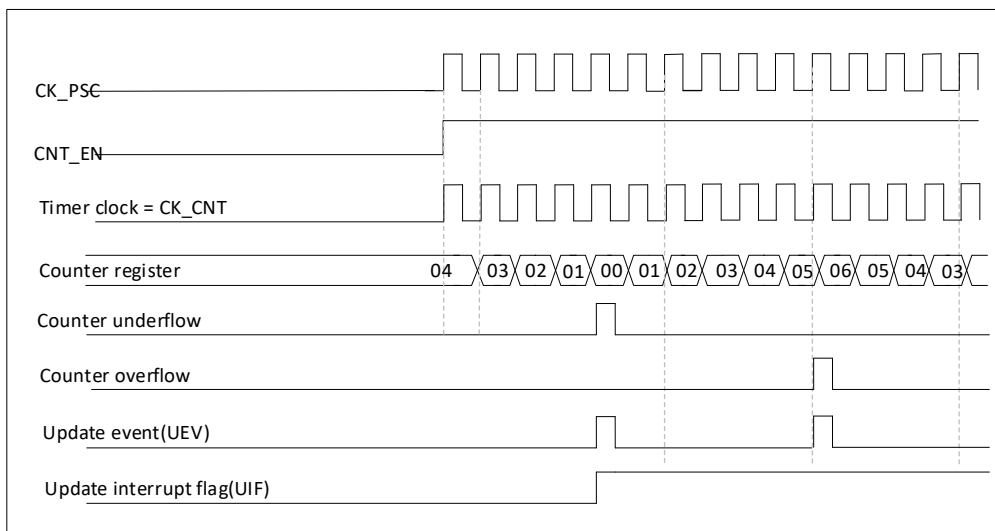 CK_PSC
CNT_EN
Timer clock = CK_CNT
Counter register 04 03 02 01 00 01 02 03 04 05 06 05 04 03
Counter underflow
Counter overflow
Update event(UEV)
Update interrupt flag(UIF)